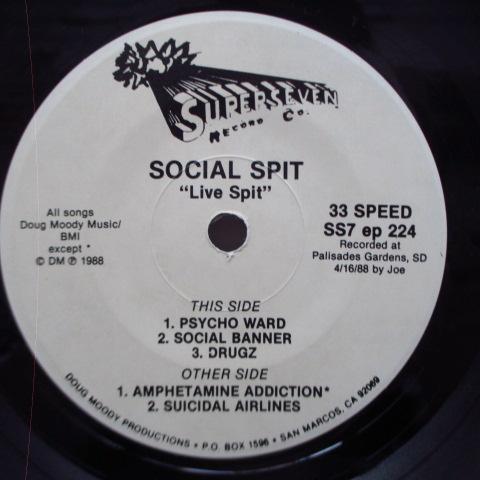 SUPERSEVEN
RECORD CO.
SOCIAL SPIT
"Live Spit"
All songs
Doug Moody Music/
BMI
except *
© DM ℗ 1988
33 SPEED
SS7 ep 224
Recorded at
Palisades Gardens, SD
4/16/88 by Joe
THIS SIDE
1. PSYCHO WARD
2. SOCIAL BANNER
3. DRUGZ
OTHER SIDE
1. AMPHETAMINE ADDICTION*
2. SUICIDAL AIRLINES
DOUG MOODY PRODUCTIONS • P.O. BOX 1596 • SAN MARCOS, CA 92069